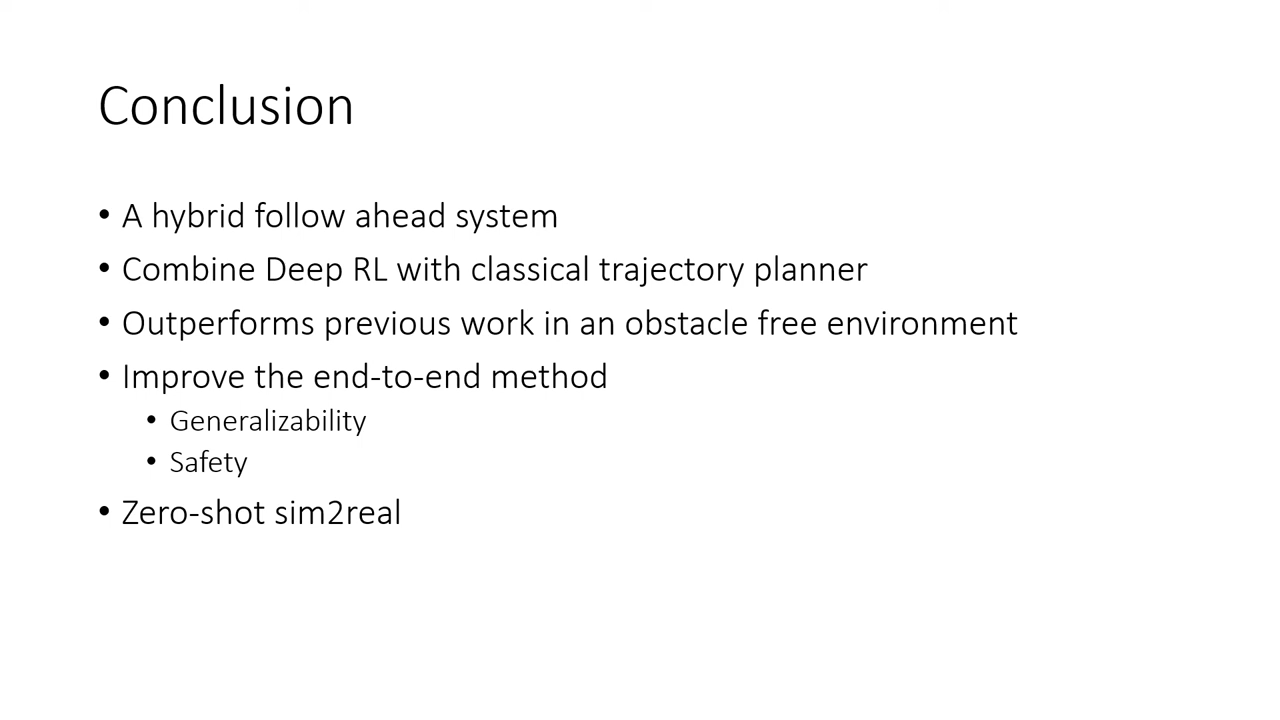 Conclusion
• A hybrid follow ahead system
• Combine Deep RL with classical trajectory planner
• Outperforms previous work in an obstacle free environment
• Improve the end-to-end method
• Generalizability
• Safety
• Zero-shot sim2real